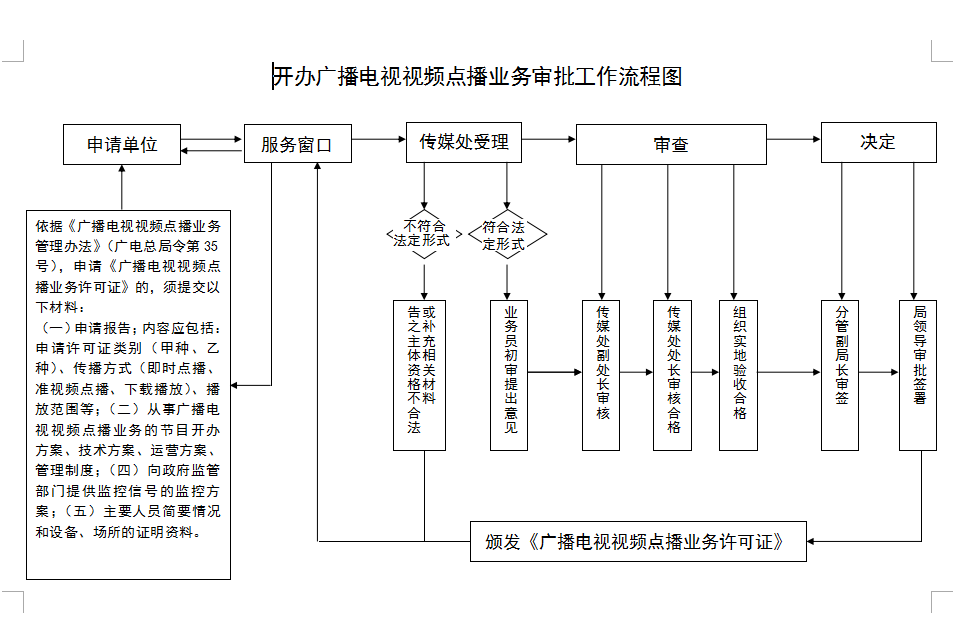 开办广播电视视频点播业务审批工作流程图
申请单位
服务窗口
传媒处受理
审查
决定
依据《广播电视视频点播业务
管理办法》（广电总局令第 35
号），申请《广播电视视频点
播业务许可证》的，须提交以
下材料：
（一）申请报告；内容应包括：
申请许可证类别（甲种、乙
种）、传播方式（即时点播、
准视频点播、下载播放）、播
放范围等；（二）从事广播电
视视频点播业务的节目开办
方案、技术方案、运营方案、
管理制度；（四）向政府监管
部门提供监控信号的监控方
案；（五）主要人员简要情况
和设备、场所的证明资料。
不符合
法定形式
符合法
定形式
告之主体资格不合法
或补充相关材料
业务员初审提出意见
传媒处副处长审核
传媒处处长审核合格
组织实地验收合格
分管副局长审签
局领导审批签署
颁发《广播电视视频点播业务许可证》